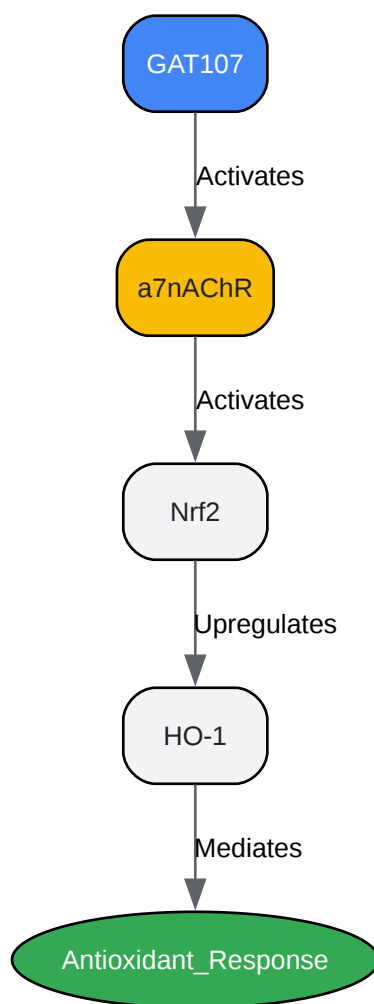 GAT107
Activates
a7nAChR
Activates
Nrf2
Upregulates
HO-1
Mediates
Antioxidant_Response